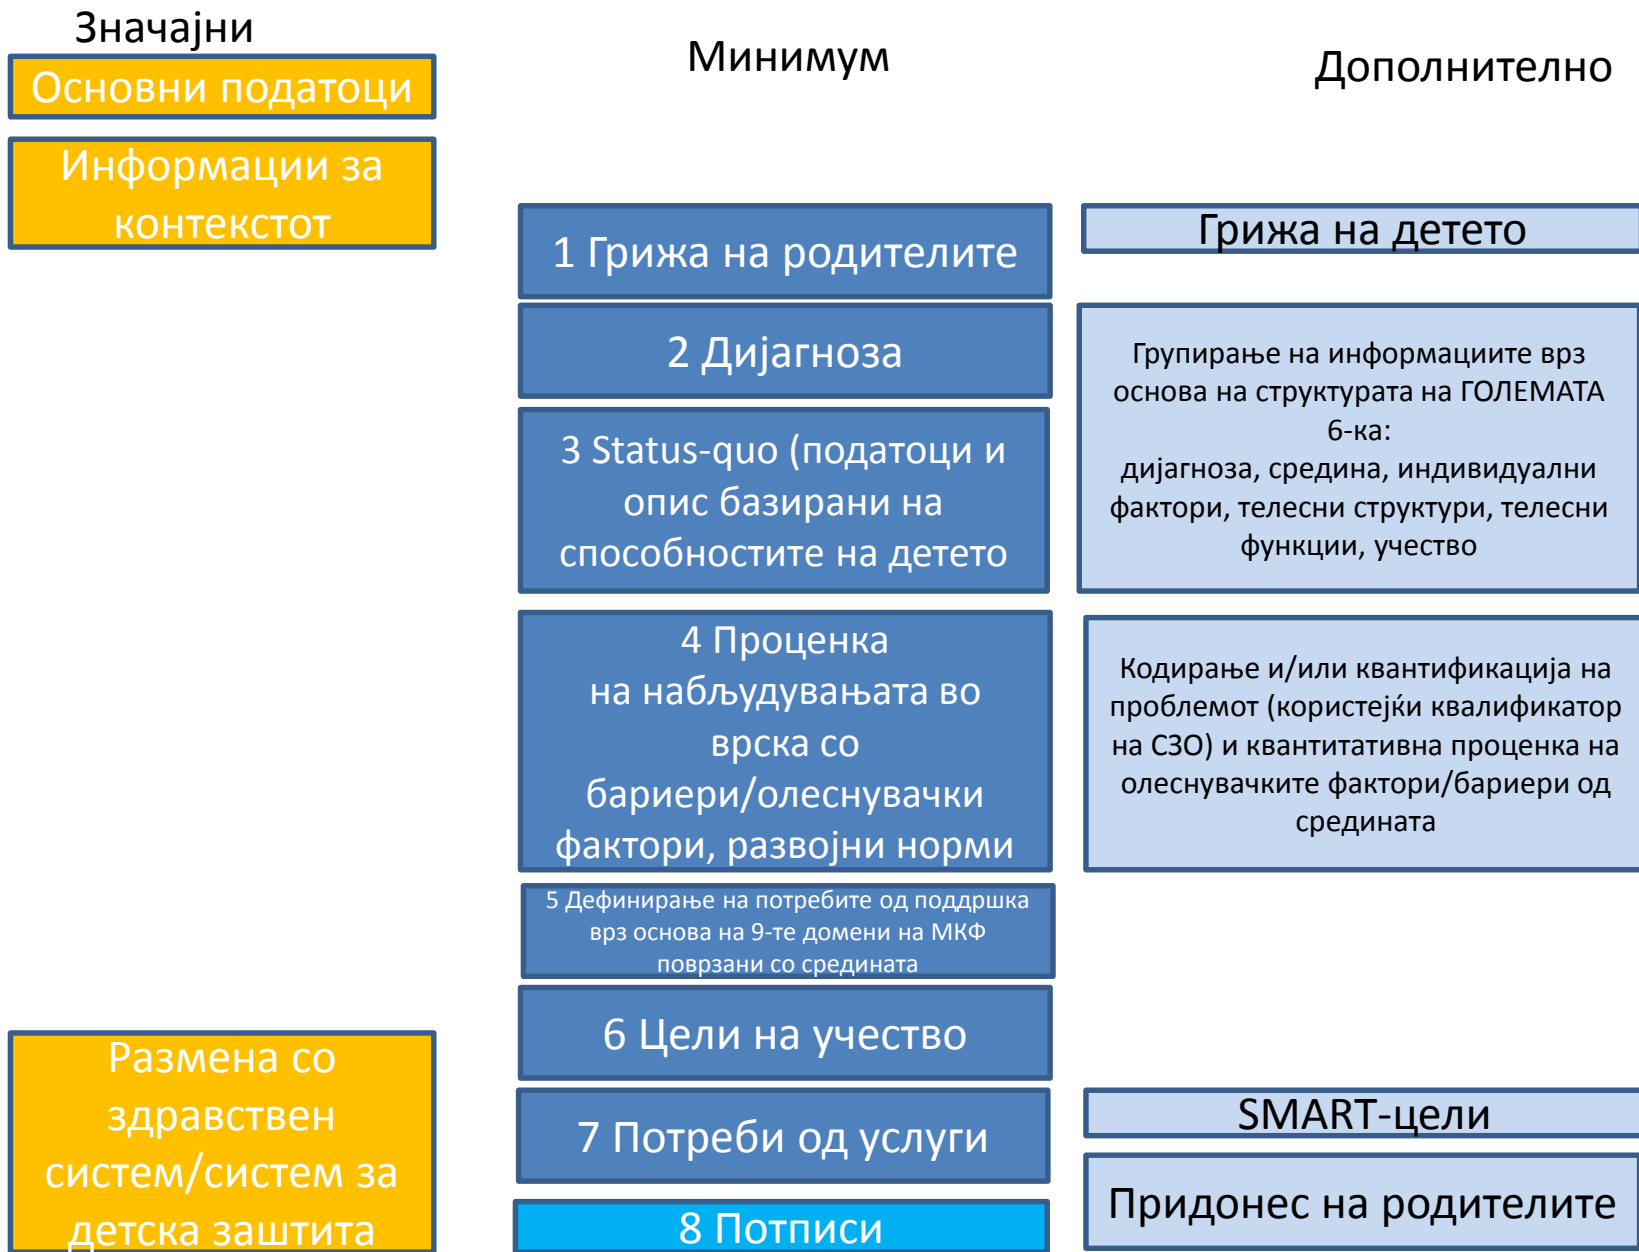 Значајни
Основни податоци
Информации за
контекстот
Размена со
здравствен
систем/систем за
детска заштита
Минимум
1 Грижа на родителите
2 Дијагноза
3 Status-quo (податоци и
опис базирани на
способностите на детето
4 Проценка
на набљудувањата во
врска со
бариери/олеснувачки
фактори, развојни норми
5 Дефинирање на потребите од поддршка
врз основа на 9-те домени на МКФ
поврзани со средината
6 Цели на учество
7 Потреби од услуги
8 Потписи
Дополнително
Грижа на детето
Групирање на информациите врз
основа на структурата на ГОЛЕМАТА
6-ка:
дијагноза, средина, индивидуални
фактори, телесни структури, телесни
функции, учество
Кодирање и/или квантификација на
проблемот (користејќи квалификатор
на СЗО) и квантитативна проценка на
олеснувачките фактори/бариери од
средината
SMART-цели
Придонес на родителите